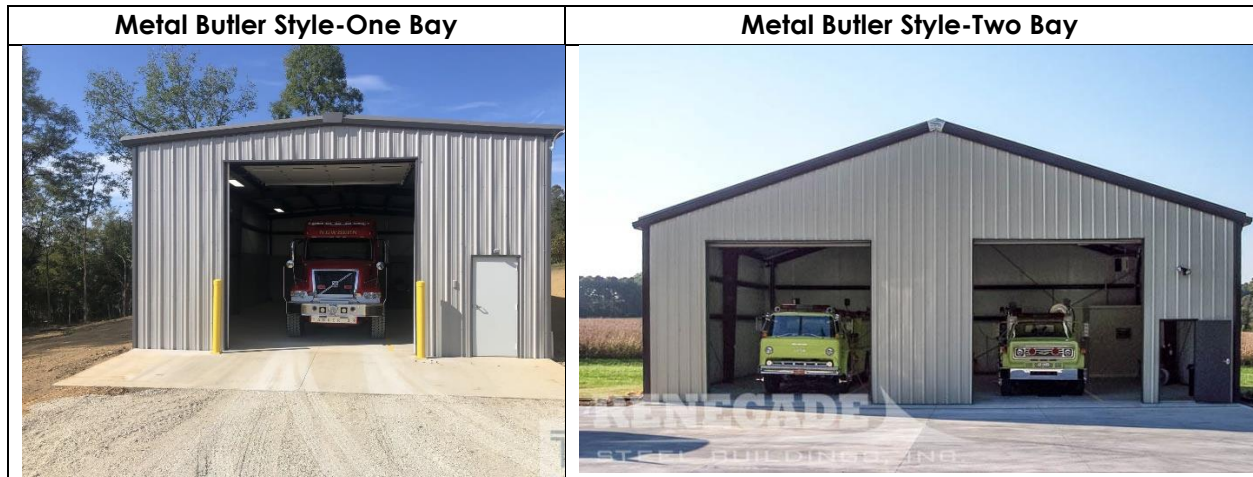 Metal Butler Style-One Bay
Metal Butler Style-Two Bay
RENEGADE
STEEL BUILDINGS, INC.